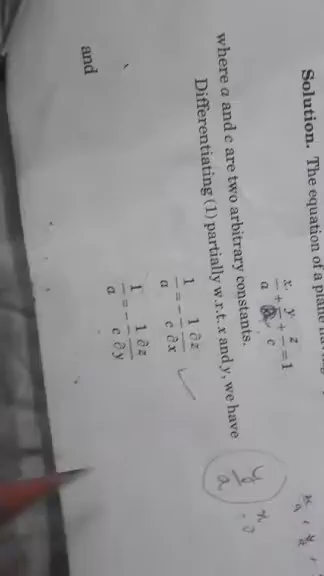 Solution. The equation of a plane
x/a + y/ + z/c = 1
where a and c are two arbitrary constants.
Differentiating (1) partially w.r.t. x and y, we have
1/a = - 1/c ∂z/∂x
and
1/a = - 1/c ∂z/∂y
y/a